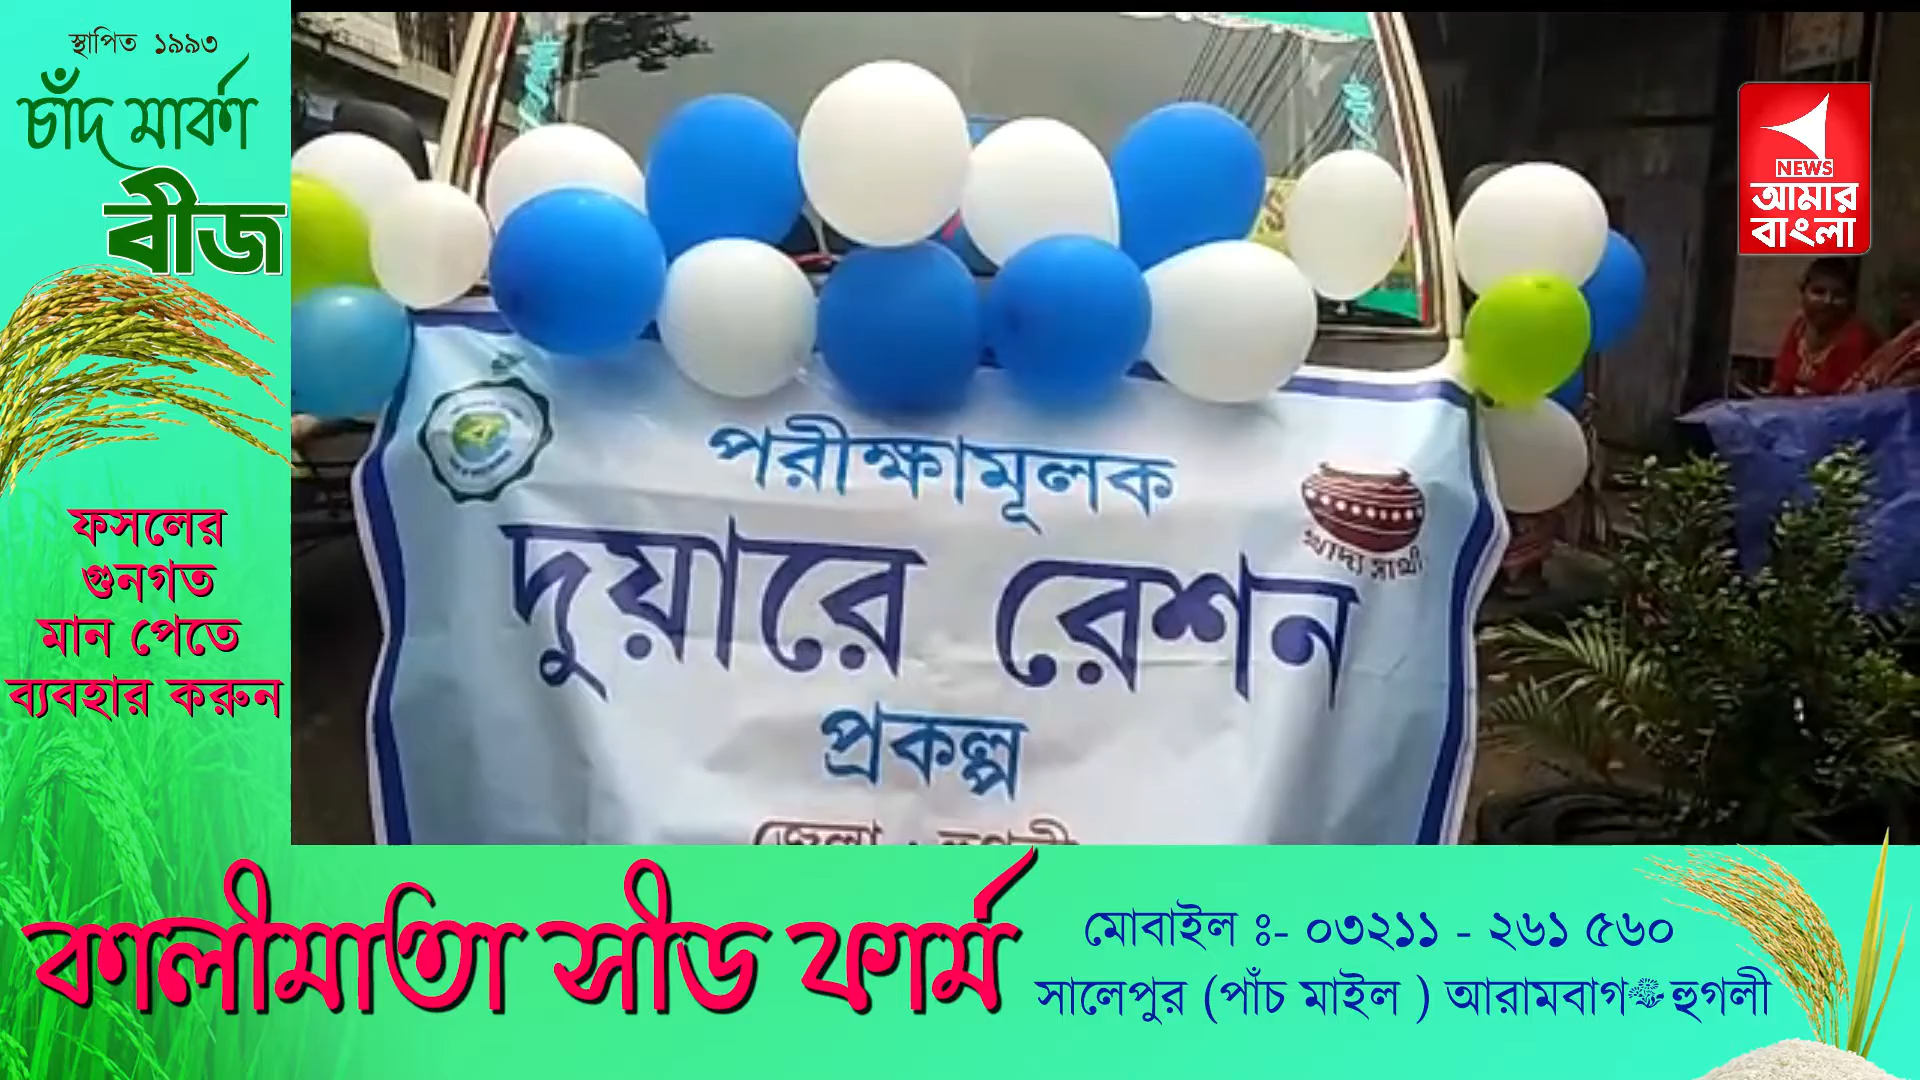 স্থাপিত ১৯৯৩
চাঁদ মার্কা
বীজ
ফসলের
গুনগত
মান পেতে
ব্যবহার করুন
NEWS
আমার
বাংলা
পরীক্ষামূলক
দুয়ারে রেশন
প্রকল্প
খাদ্য সাথী
জেলা : হুগলী
কালীমাতা সীড ফার্ম
মোবাইল ঃ- ০৩২১১ - ২৬১ ৫৬০
সালেপুর (পাঁচ মাইল ) আরামবাগ হুগলী